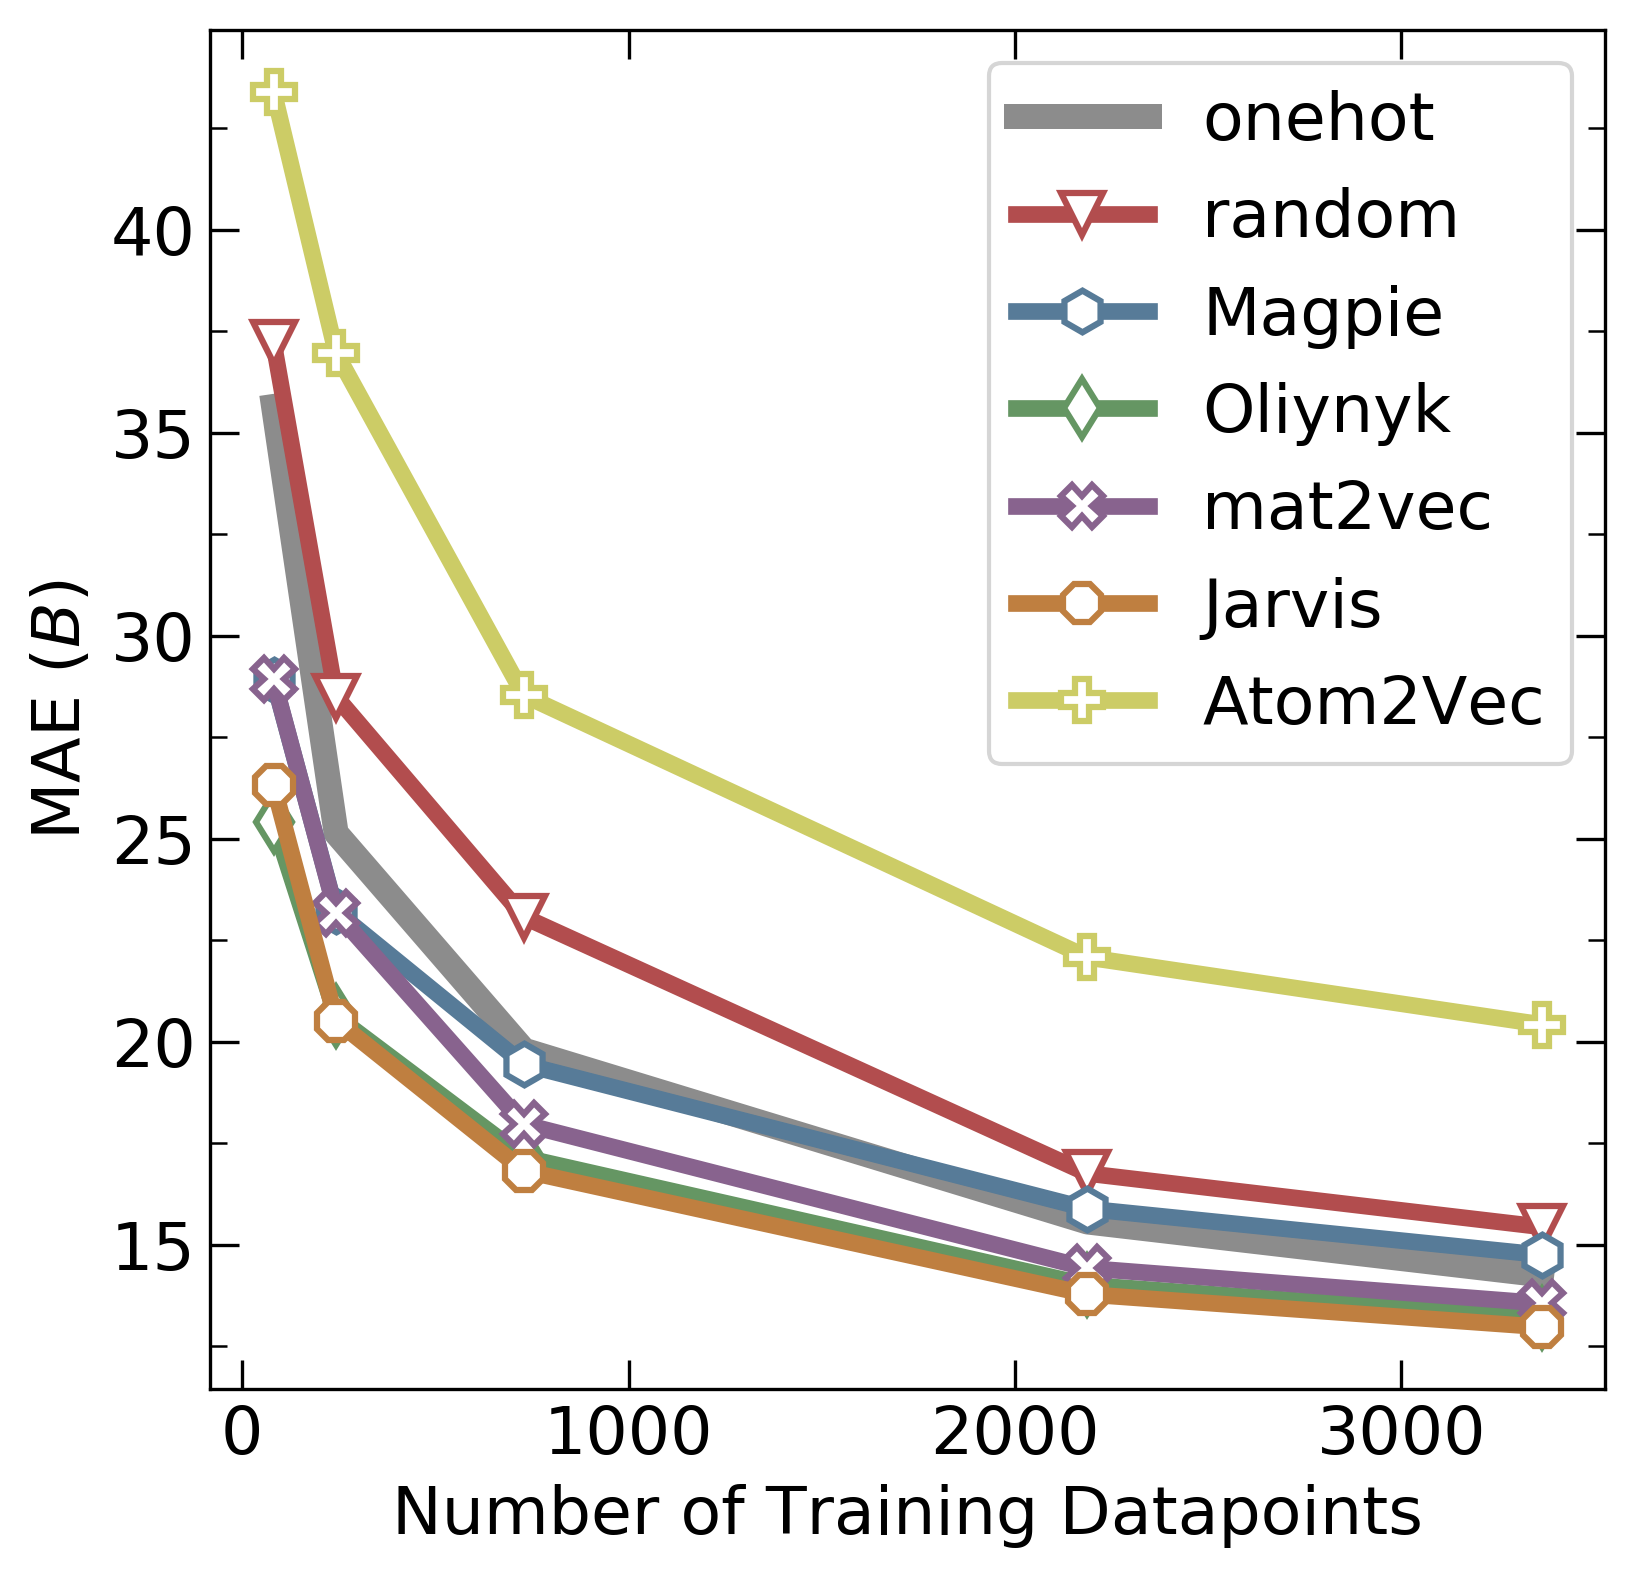 MAE (B)
40
35
30
25
20
15
onehot
random
Magpie
Oliynyk
mat2vec
Jarvis
Atom2Vec
0 1000 2000 3000
Number of Training Datapoints